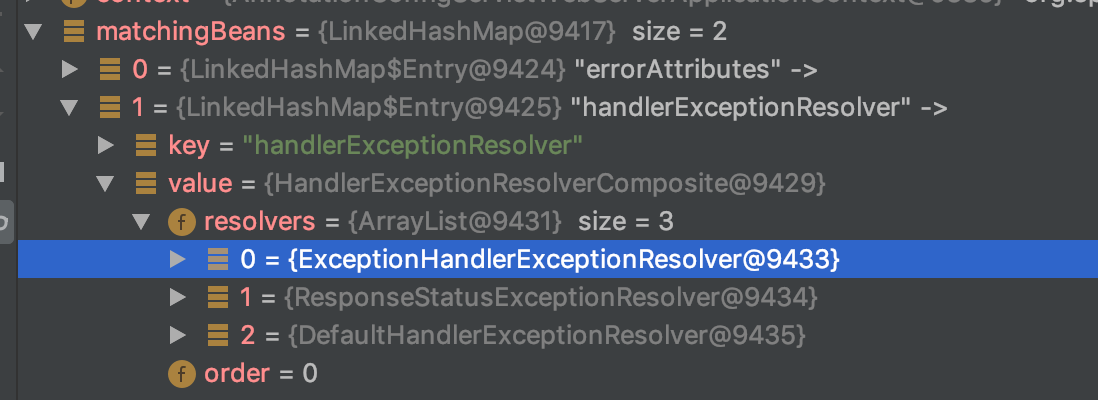 matchingBeans = {LinkedHashMap@9417} size = 2
0 = {LinkedHashMap$Entry@9424} "errorAttributes" ->
1 = {LinkedHashMap$Entry@9425} "handlerExceptionResolver" ->
key = "handlerExceptionResolver"
value = {HandlerExceptionResolverComposite@9429}
f resolvers = {ArrayList@9431} size = 3
0 = {ExceptionHandlerExceptionResolver@9433}
1 = {ResponseStatusExceptionResolver@9434}
2 = {DefaultHandlerExceptionResolver@9435}
f order = 0